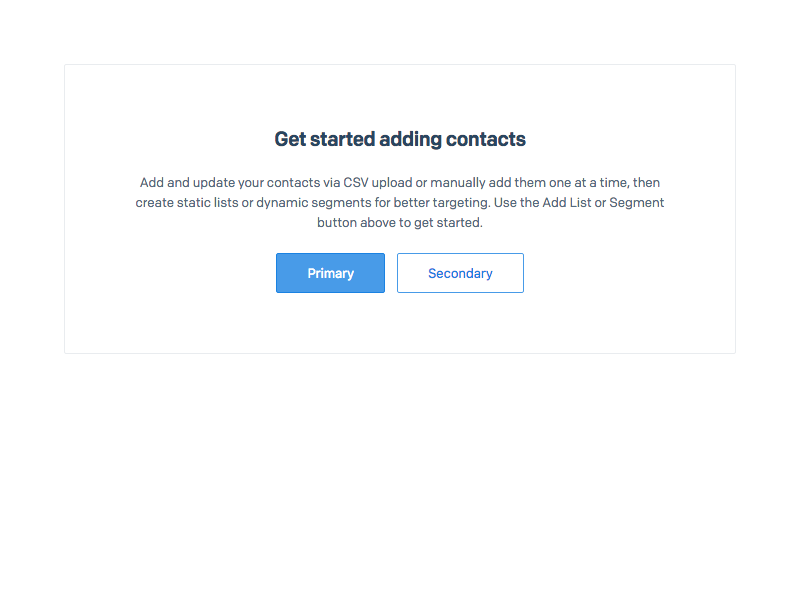 Get started adding contacts
Add and update your contacts via CSV upload or manually add them one at a time, then
create static lists or dynamic segments for better targeting. Use the Add List or Segment
button above to get started.
Primary
Secondary